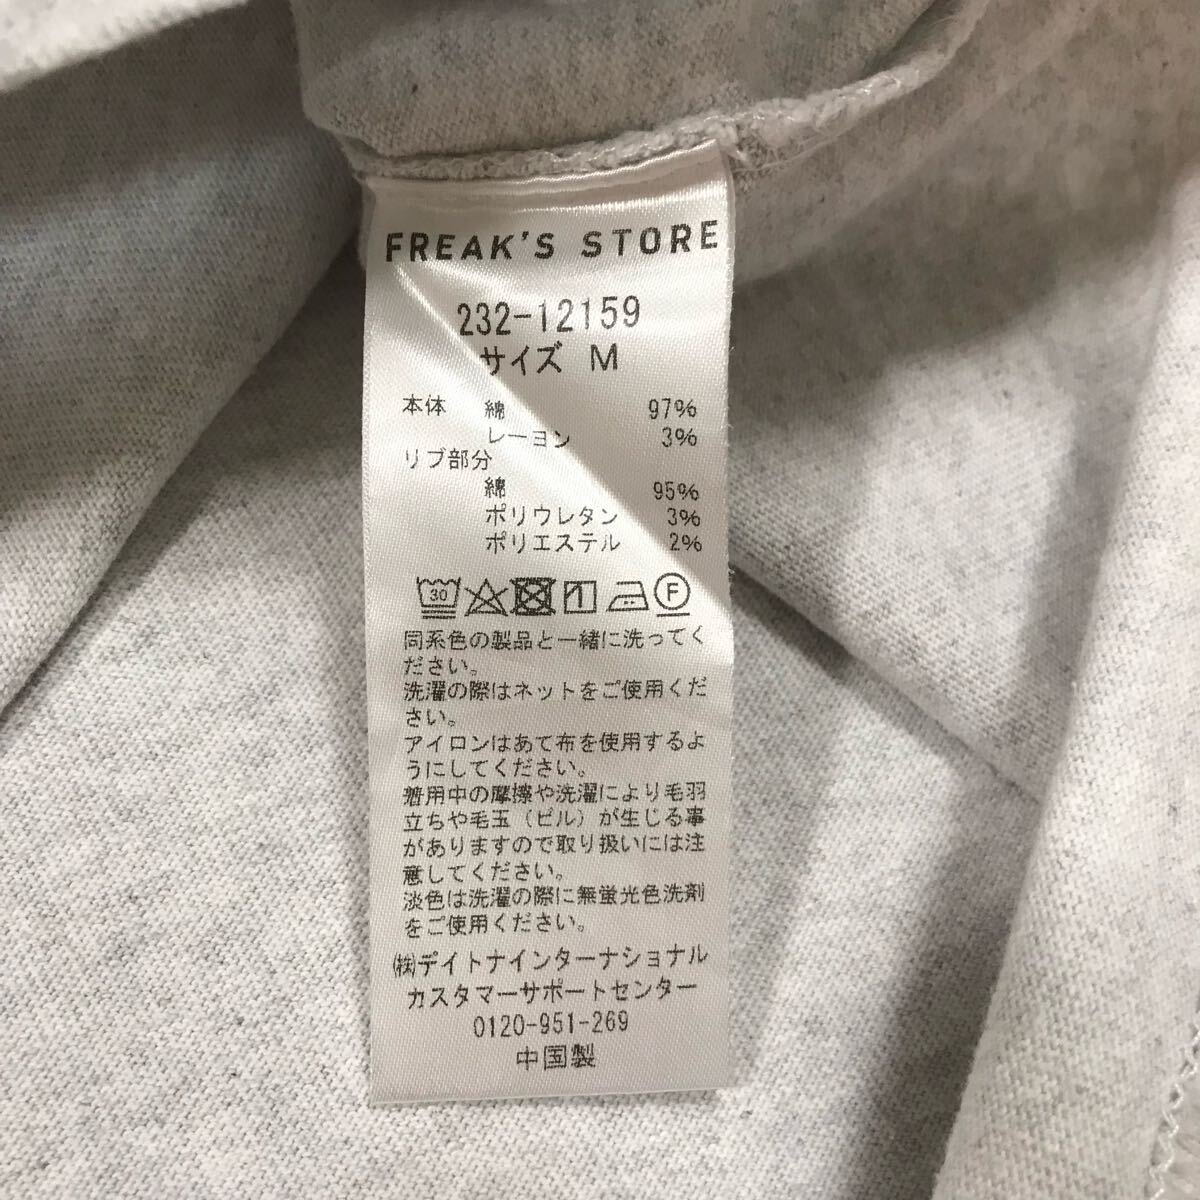 FREAK'S STORE
232-12159
サイズ M
本体 綿 97%
レーヨン 3%
リブ部分
綿 95%
ポリウレタン 3%
ポリエステル 2%
30 F
同系色の製品と一緒に洗ってく
ださい。
洗濯の際はネットをご使用くだ
さい。
アイロンはあて布を使用するよ
うにしてください。
着用中の摩擦や洗濯により毛羽
立ちや毛玉（ピル）が生じる事
がありますので取り扱いには注
意してください。
淡色は洗濯の際に無蛍光色洗剤
をご使用ください。
㈱デイトナインターナショナル
カスタマーサポートセンター
0120-951-269
中国製